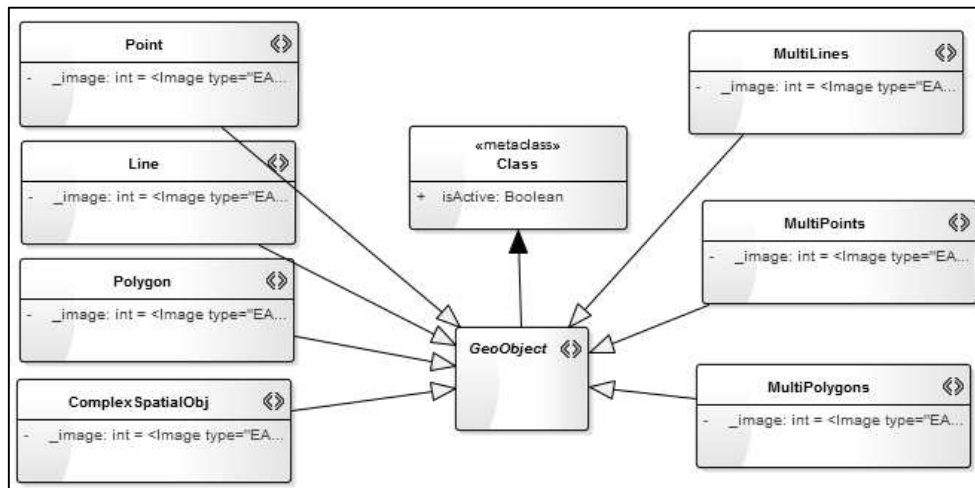 Point
- _image: int = <Image type="EA...
Line
- _image: int = <Image type="EA...
Polygon
- _image: int = <Image type="EA...
ComplexSpatialObj
- _image: int = <Image type="EA...
«metaclass»
Class
+ isActive: Boolean
GeoObject
MultiLines
- _image: int = <Image type="EA...
MultiPoints
- _image: int = <Image type="EA...
MultiPolygons
- _image: int = <Image type="EA...